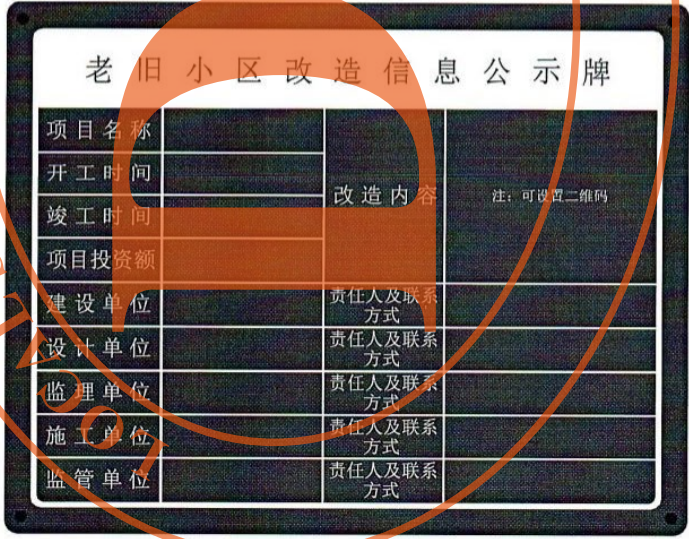 老旧小区改造信息公示牌
项目名称
开工时间
竣工时间
项目投资额
改造内容
注：可设置二维码
建设单位
责任人及联系
方式
设计单位
责任人及联系
方式
监理单位
责任人及联系
方式
施工单位
责任人及联系
方式
监管单位
责任人及联系
方式